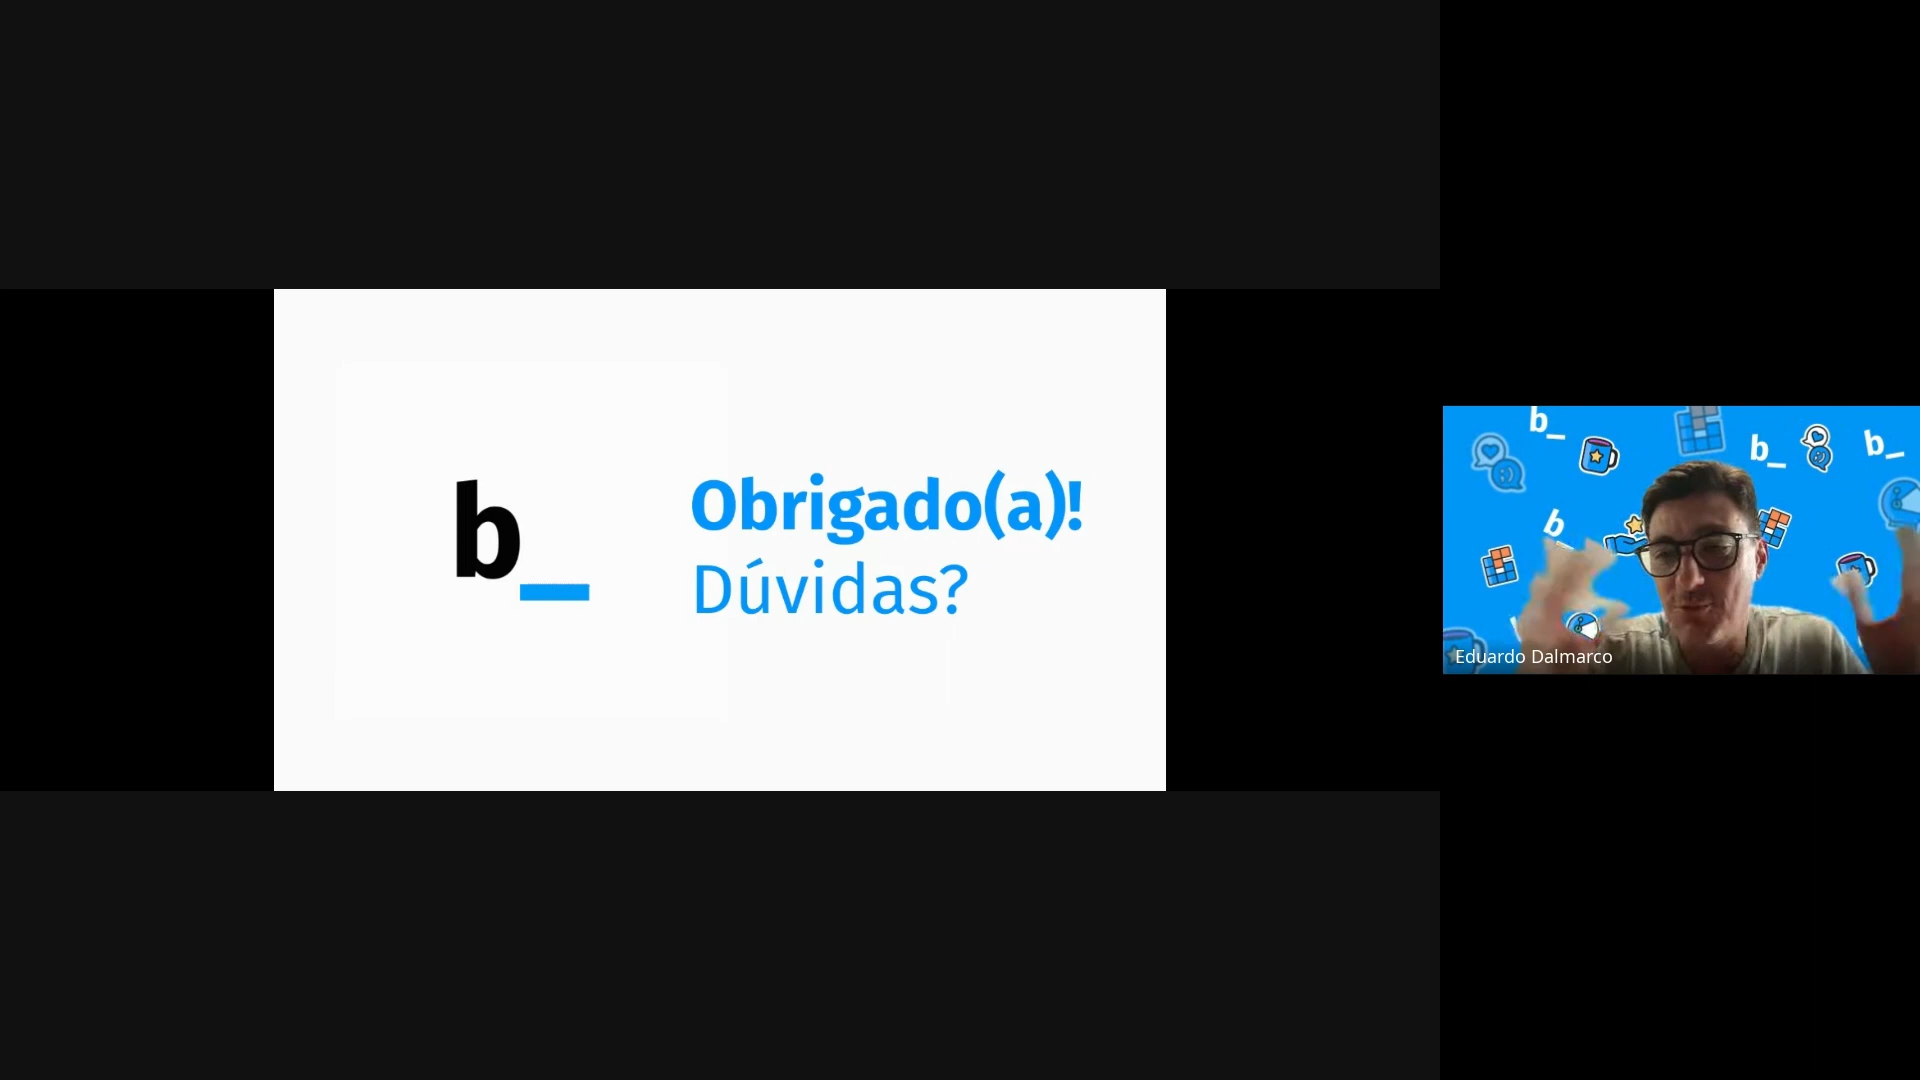 b_
Obrigado(a)!
Dúvidas?
b_
b_
b_
b
Eduardo Dalmarco